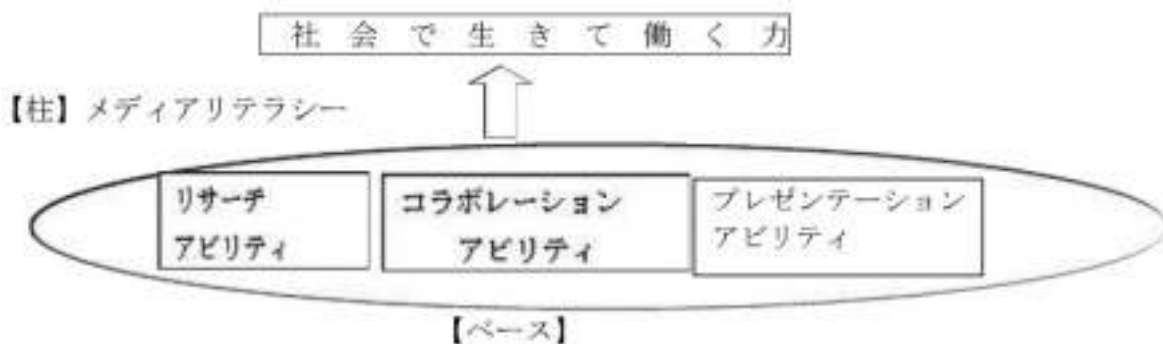 社会で生きて働く力
【柱】メディアリテラシー
リサーチ
アビリティ
コラボレーション
アビリティ
プレゼンテーション
アビリティ
【ベース】